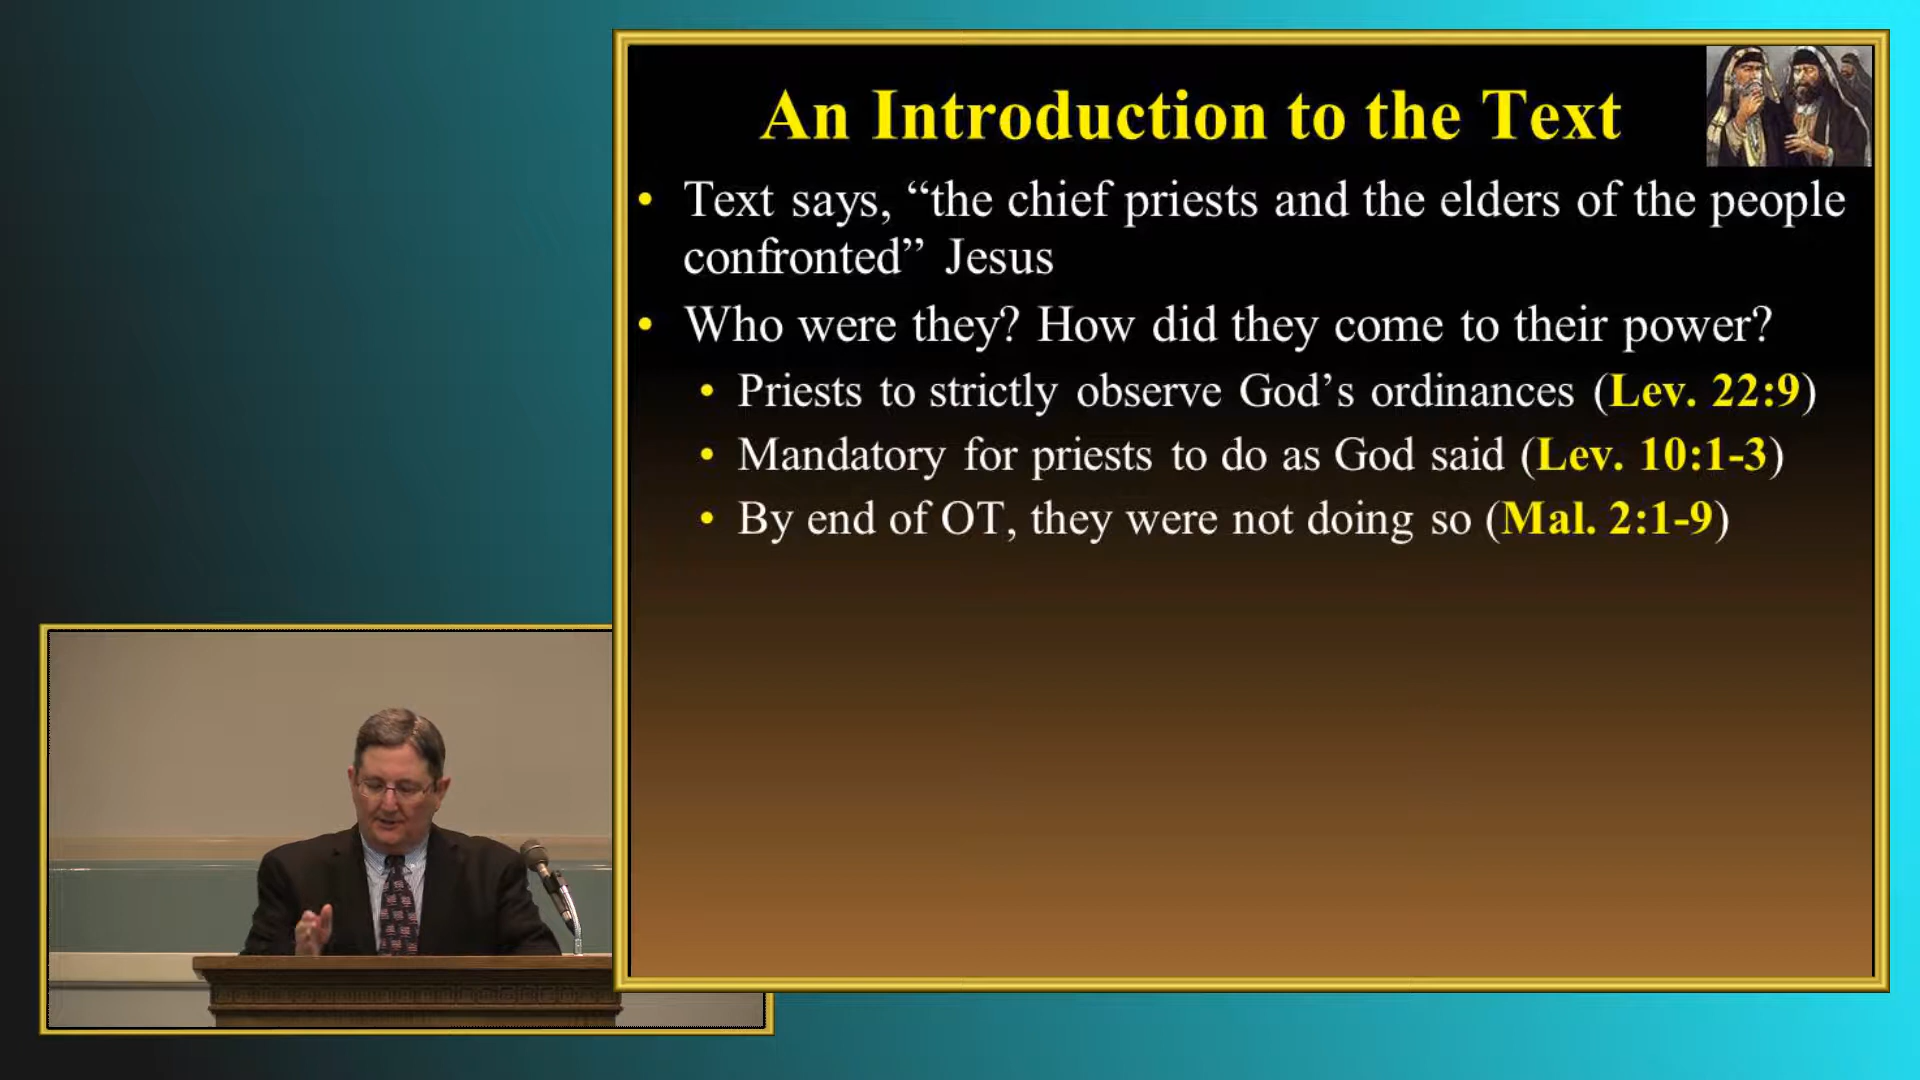 An Introduction to the Text
• Text says, “the chief priests and the elders of the people
confronted” Jesus
• Who were they? How did they come to their power?
• Priests to strictly observe God’s ordinances (Lev. 22:9)
• Mandatory for priests to do as God said (Lev. 10:1-3)
• By end of OT, they were not doing so (Mal. 2:1-9)